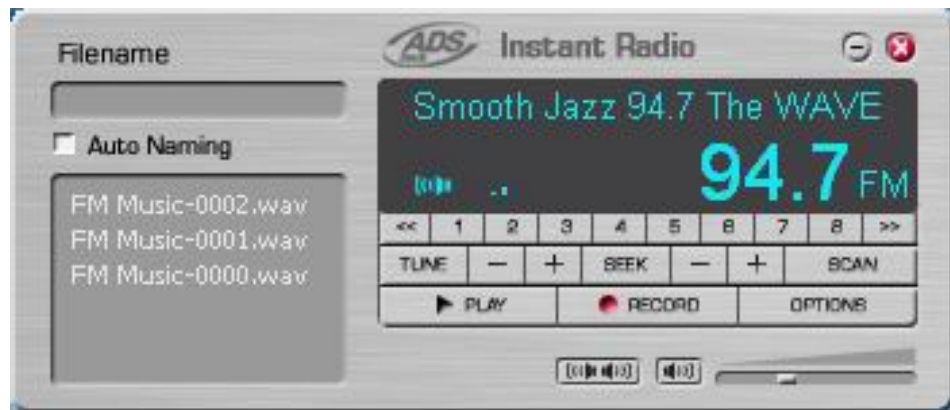 Filename
Auto Naming
FM Music-0002.wav
FM Music-0001.wav
FM Music-0000.wav
ADS Instant Radio
Smooth Jazz 94.7 The WAVE
94.7 FM
<< 1 2 3 4 5 6 7 8 >>
TUNE − + SEEK − + SCAN
PLAY RECORD OPTIONS